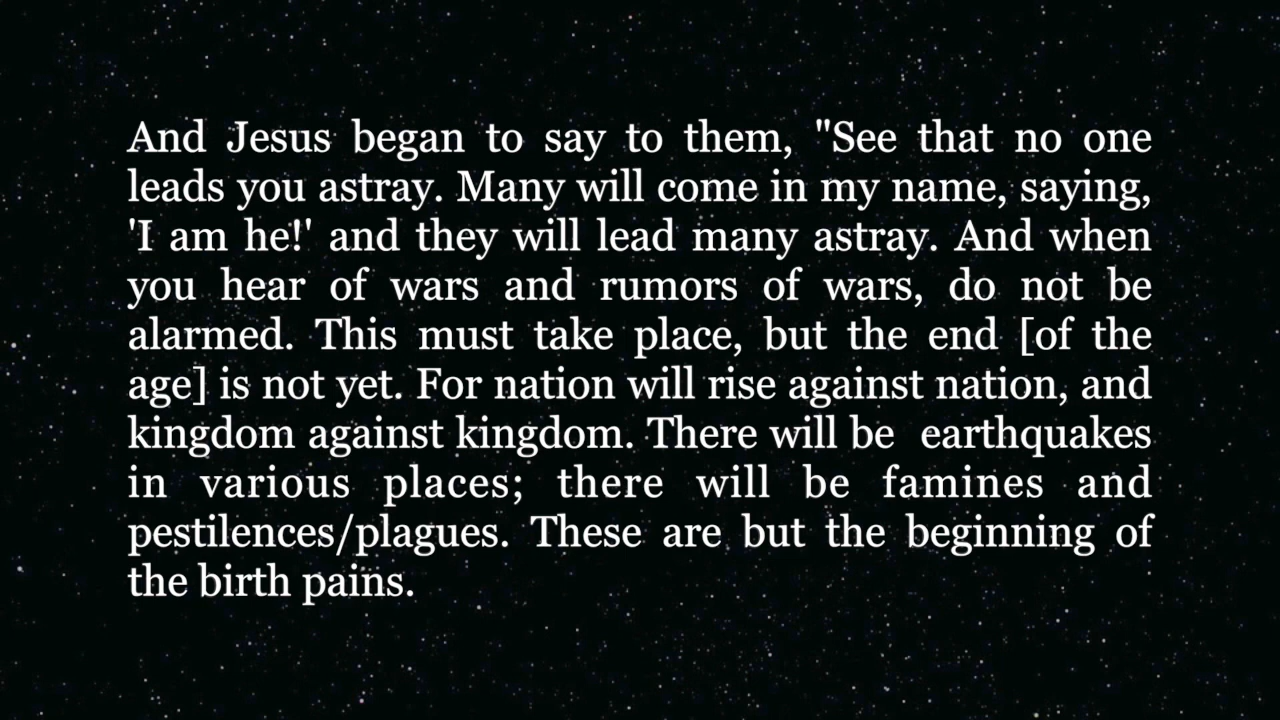 And Jesus began to say to them, "See that no one
leads you astray. Many will come in my name, saying,
'I am he!' and they will lead many astray. And when
you hear of wars and rumors of wars, do not be
alarmed. This must take place, but the end [of the
age] is not yet. For nation will rise against nation, and
kingdom against kingdom. There will be  earthquakes
in various places; there will be famines and
pestilences/plagues. These are but the beginning of
the birth pains.